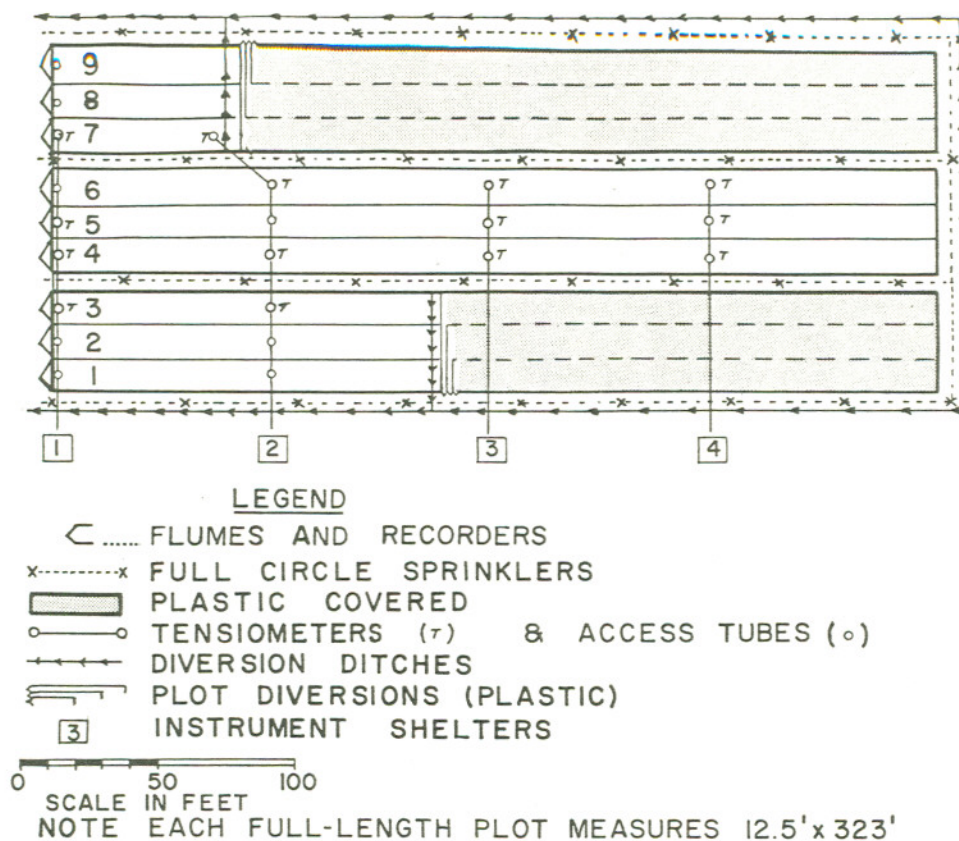 9
8
7 T T
6 T T T
5 T T T
4 T T T T
3 T T
2
1
1 2 3 4
LEGEND
FLUMES AND RECORDERS
x x FULL CIRCLE SPRINKLERS
PLASTIC COVERED
TENSIOMETERS (T) & ACCESS TUBES (o)
DIVERSION DITCHES
PLOT DIVERSIONS (PLASTIC)
3 INSTRUMENT SHELTERS
0 50 100
SCALE IN FEET
NOTE EACH FULL-LENGTH PLOT MEASURES 12.5'x 323'